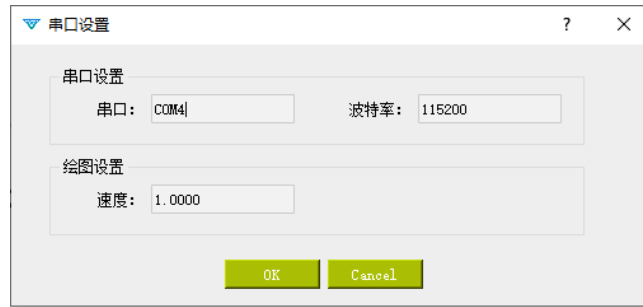 串口设置 ? ×
串口设置
串口： COM4 波特率： 115200
绘图设置
速度： 1.0000
OK Cancel